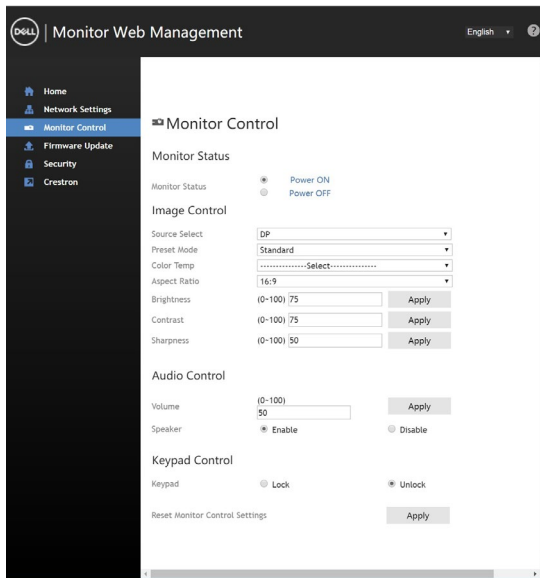 DELL | Monitor Web Management
English
?
Home
Network Settings
Monitor Control
Firmware Update
Security
Crestron
Monitor Control
Monitor Status
Monitor Status Power ON
Power OFF
Image Control
Source Select DP
Preset Mode Standard
Color Temp ---------------Select---------------
Aspect Ratio 16:9
Brightness (0~100) 75 Apply
Contrast (0~100) 75 Apply
Sharpness (0~100) 50 Apply
Audio Control
(0~100)
Volume 50 Apply
Speaker Enable Disable
Keypad Control
Keypad Lock Unlock
Reset Monitor Control Settings Apply